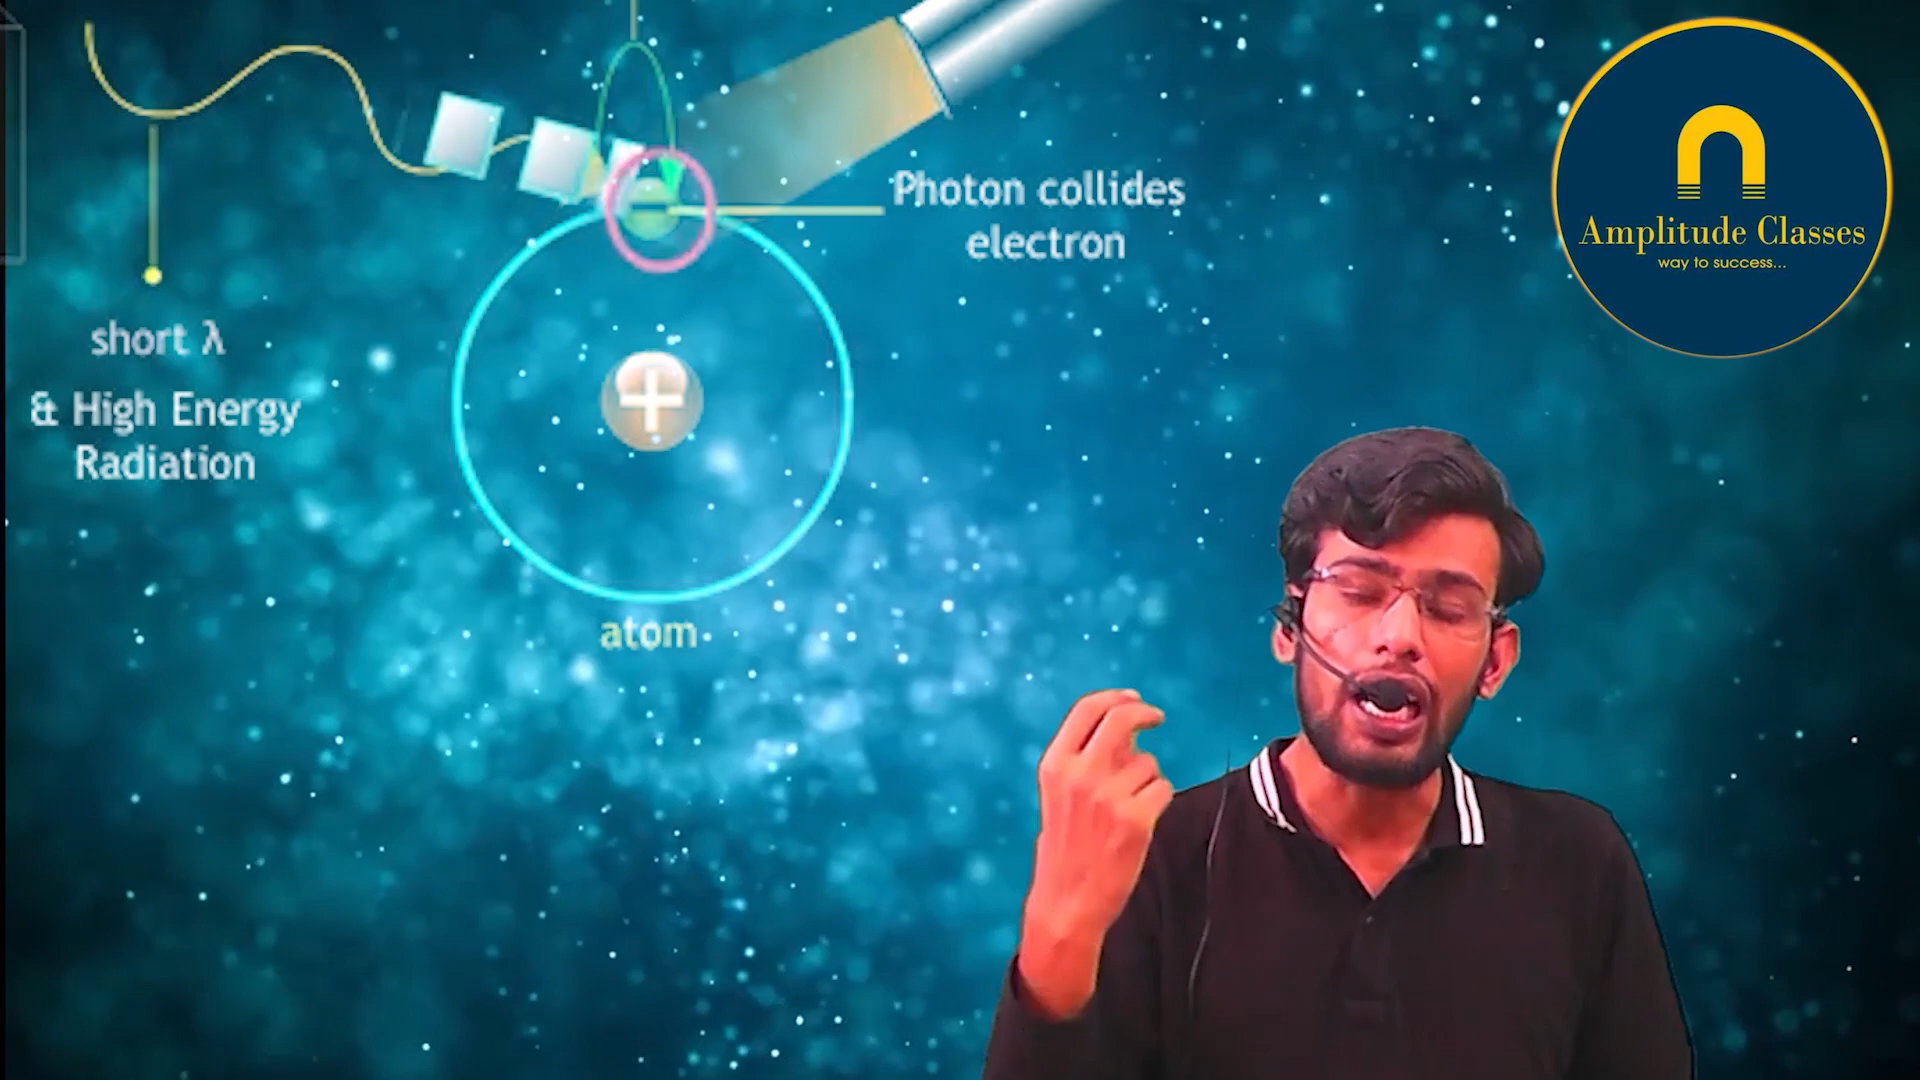 Photon collides
electron
short λ
& High Energy
Radiation
atom
Amplitude Classes
way to success...